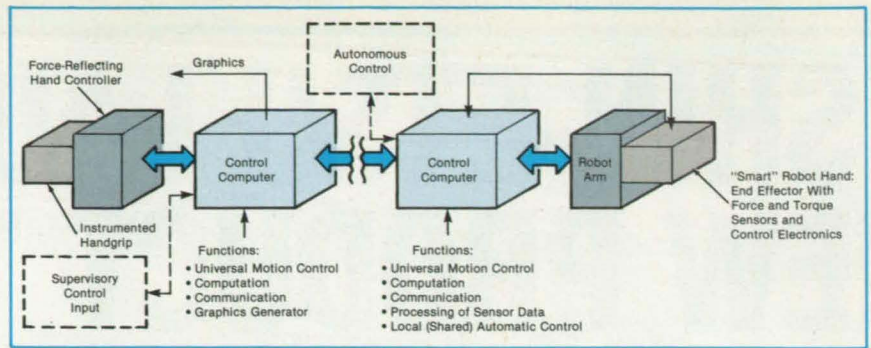 Force-Reflecting
Hand Controller
Graphics
Autonomous
Control
Control
Computer
Control
Computer
Robot
Arm
"Smart" Robot Hand:
End Effector With
Force and Torque
Sensors and
Control Electronics
Instrumented
Handgrip
Supervisory
Control
Input
Functions:
• Universal Motion Control
• Computation
• Communication
• Graphics Generator
Functions:
• Universal Motion Control
• Computation
• Communication
• Processing of Sensor Data
• Local (Shared) Automatic Control